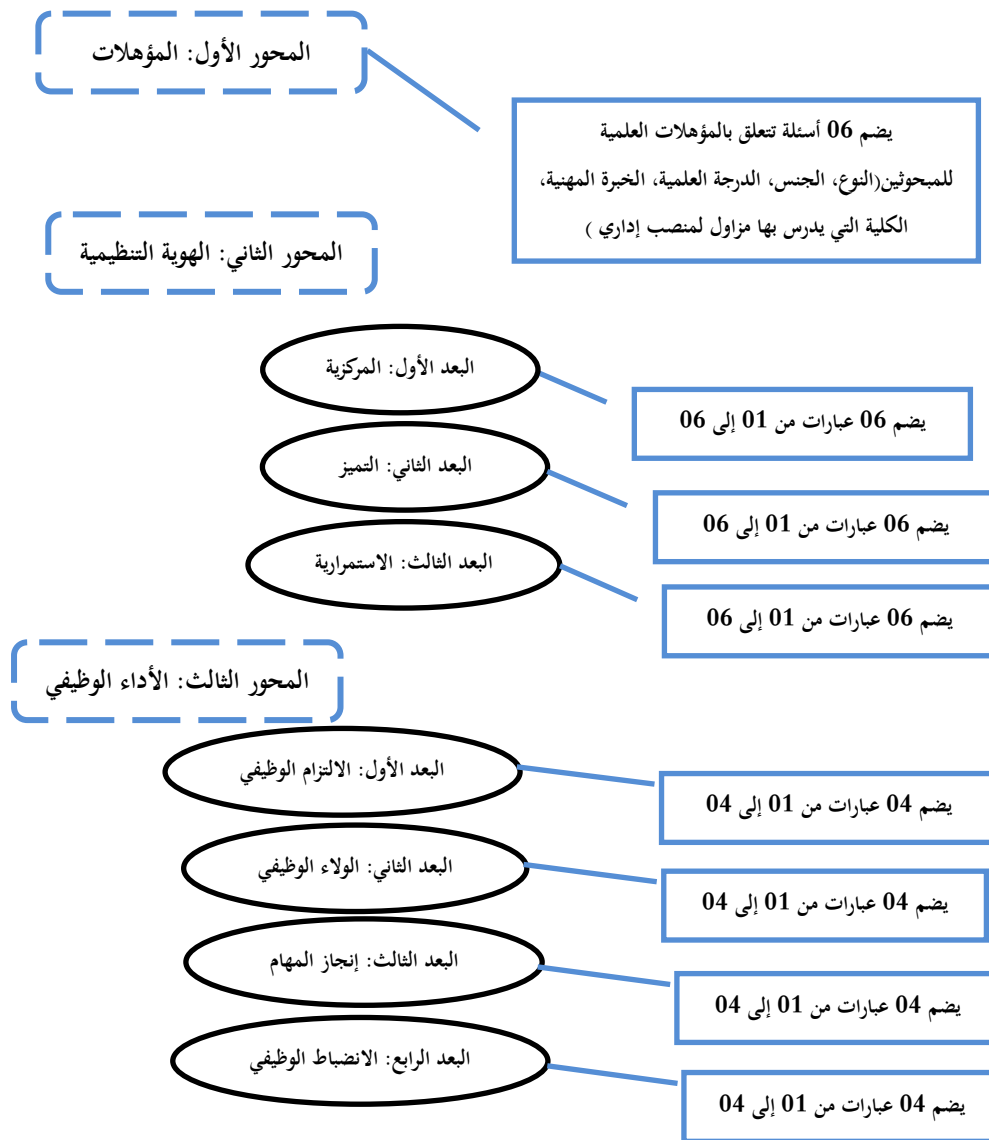 المحور الأول: المؤهلات
يضم 06 أسئلة تتعلق بالمؤهلات العلمية
للمبحوثين(النوع، الجنس، الدرجة العلمية، الخبرة المهنية،
الكلية التي يدرس بها مزاول لمنصب إداري )
المحور الثاني: الهوية التنظيمية
البعد الأول: المركزية
يضم 06 عبارات من 01 إلى 06
البعد الثاني: التميز
يضم 06 عبارات من 01 إلى 06
البعد الثالث: الاستمرارية
يضم 06 عبارات من 01 إلى 06
المحور الثالث: الأداء الوظيفي
البعد الأول: الالتزام الوظيفي
يضم 04 عبارات من 01 إلى 04
البعد الثاني: الولاء الوظيفي
يضم 04 عبارات من 01 إلى 04
البعد الثالث: إنجاز المهام
يضم 04 عبارات من 01 إلى 04
البعد الرابع: الانضباط الوظيفي
يضم 04 عبارات من 01 إلى 04